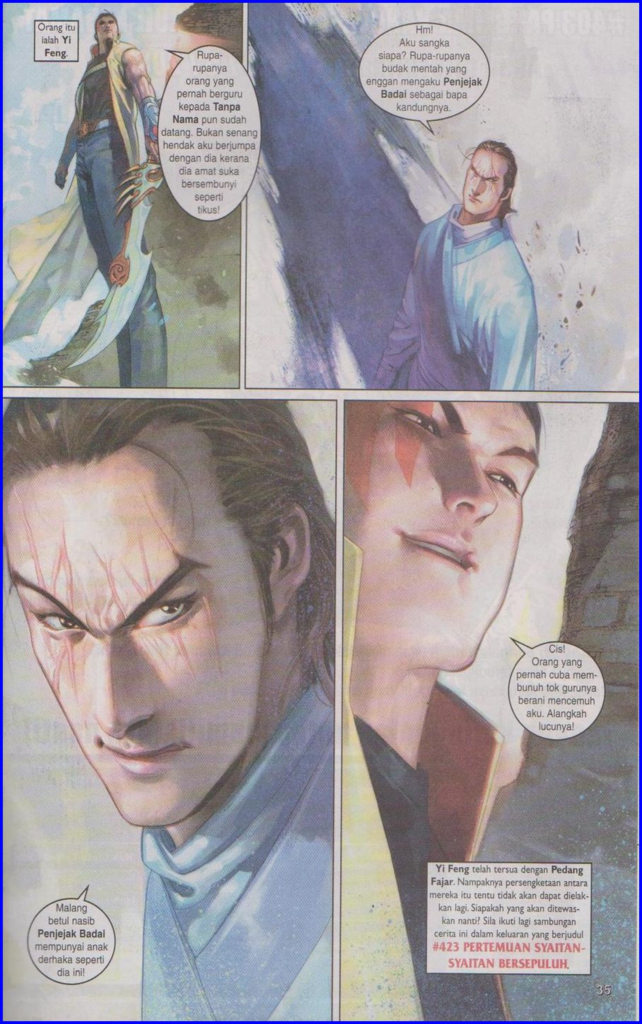 Orang itu
ialah Yi
Feng.
Rupa-
rupanya
orang yang
pernah berguru
kepada Tanpa
Nama pun sudah
datang. Bukan senang
hendak aku berjumpa
dengan dia kerana
dia amat suka
bersembunyi
seperti
tikus!
Hm!
Aku sangka
siapa? Rupa-rupanya
budak mentah yang
enggan mengaku Penjejak
Badai sebagai bapa
kandungnya.
Malang
betul nasib
Penjejak Badai
mempunyai anak
derhaka seperti
dia ini!
Cis!
Orang yang
pernah cuba mem-
bunuh tok gurunya
berani mencemuh
aku. Alangkah
lucunya!
Yi Feng telah tersua dengan Pedang
Fajar. Nampaknya persengketaan antara
mereka itu tentu tidak akan dapat dielak-
kan lagi. Siapakah yang akan ditewas-
kan nanti? Sila ikuti lagi sambungan
cerita ini dalam keluaran yang berjudul
#423 PERTEMUAN SYAITAN-
SYAITAN BERSEPULUH.
35